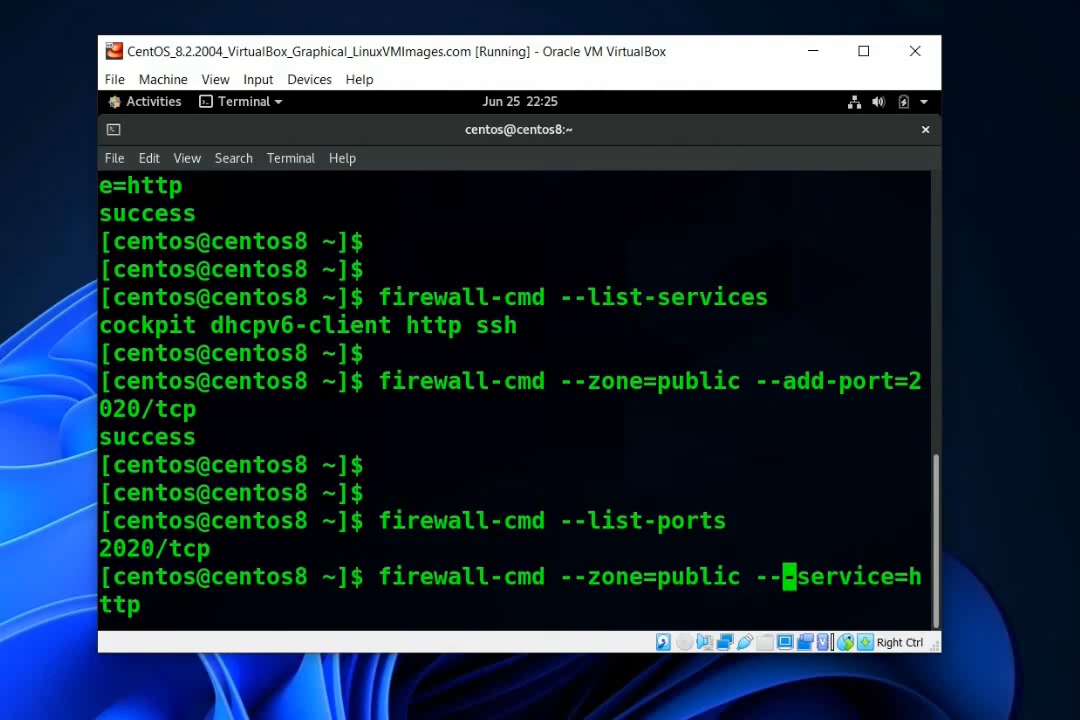 CentOS_8.2.2004_VirtualBox_Graphical_LinuxVMImages.com [Running] - Oracle VM VirtualBox
File Machine View Input Devices Help
Activities Terminal Jun 25 22:25
centos@centos8:~
File Edit View Search Terminal Help
e=http
success
[centos@centos8 ~]$
[centos@centos8 ~]$
[centos@centos8 ~]$ firewall-cmd --list-services
cockpit dhcpv6-client http ssh
[centos@centos8 ~]$
[centos@centos8 ~]$ firewall-cmd --zone=public --add-port=2
020/tcp
success
[centos@centos8 ~]$
[centos@centos8 ~]$
[centos@centos8 ~]$ firewall-cmd --list-ports
2020/tcp
[centos@centos8 ~]$ firewall-cmd --zone=public ---service=h
ttp
Right Ctrl